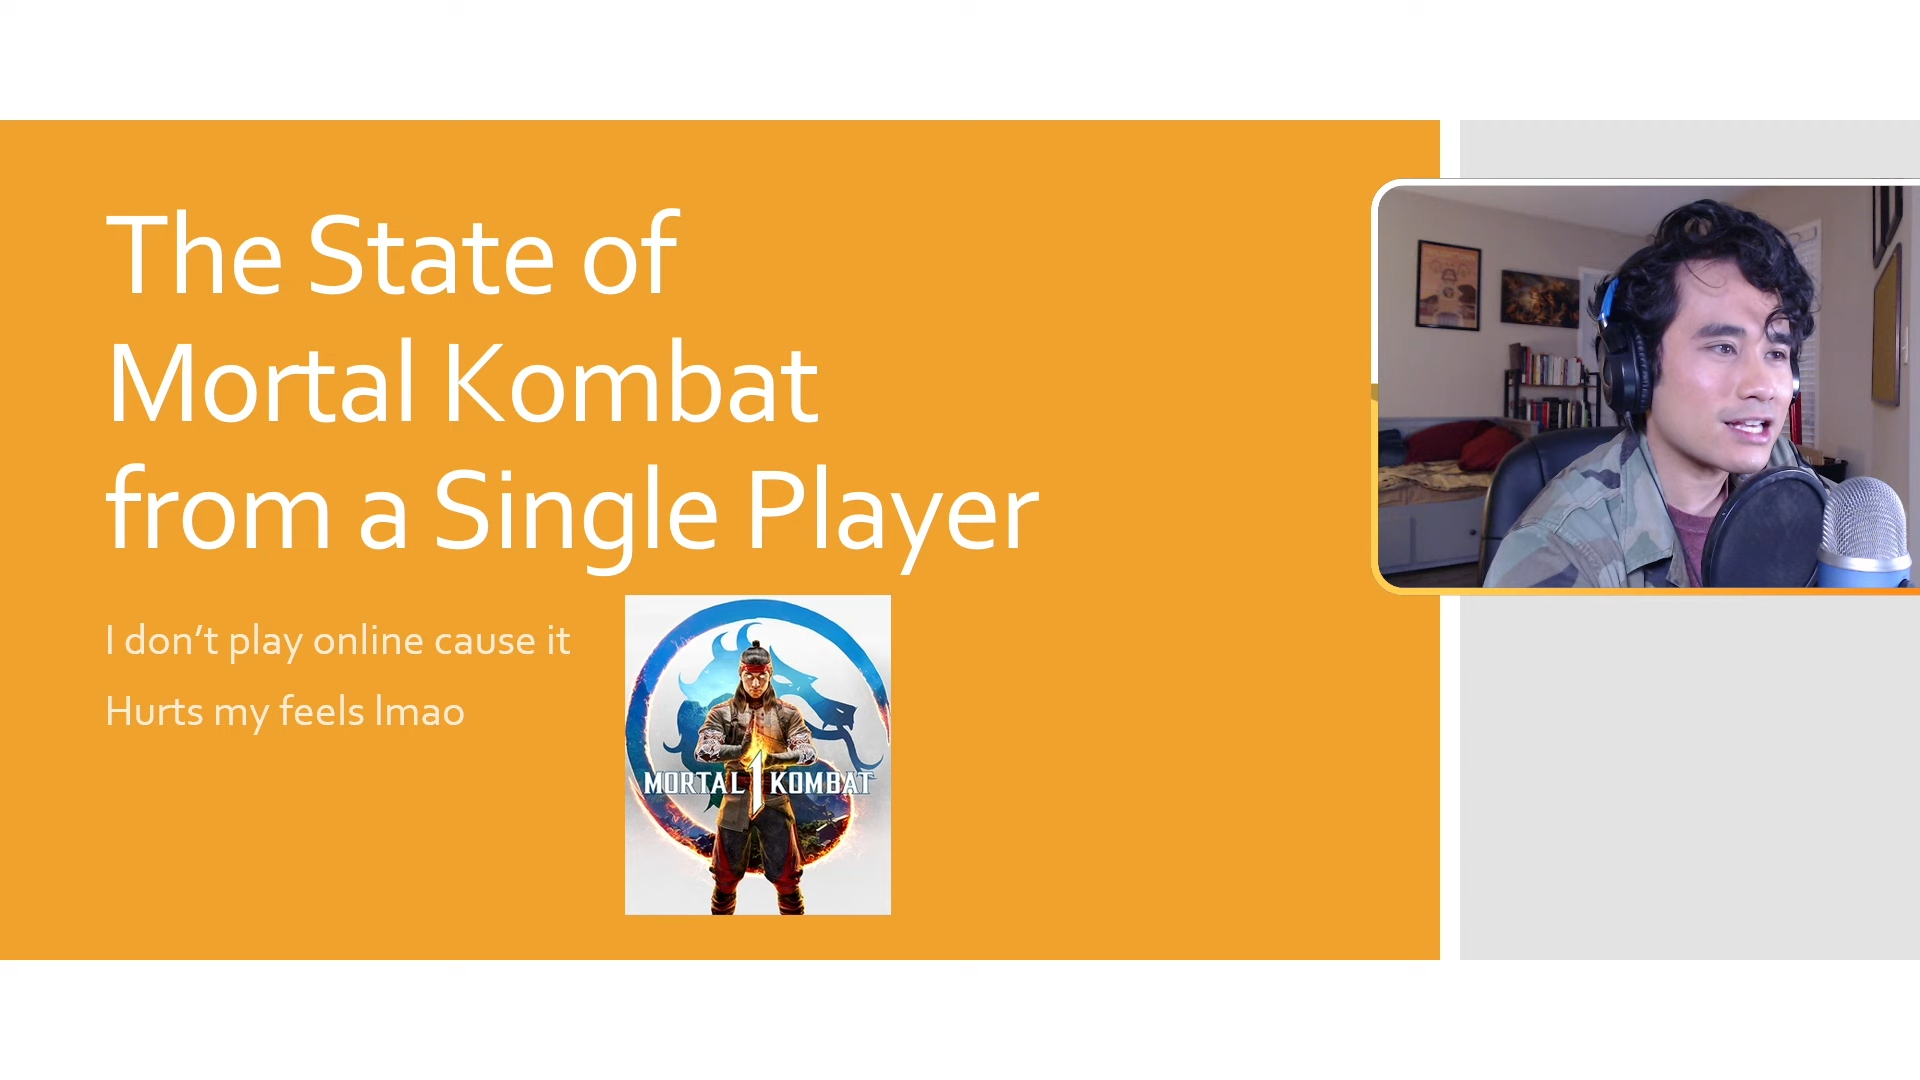 The State of
Mortal Kombat
from a Single Player
I don’t play online cause it
Hurts my feels lmao
MORTAL 1 KOMBAT